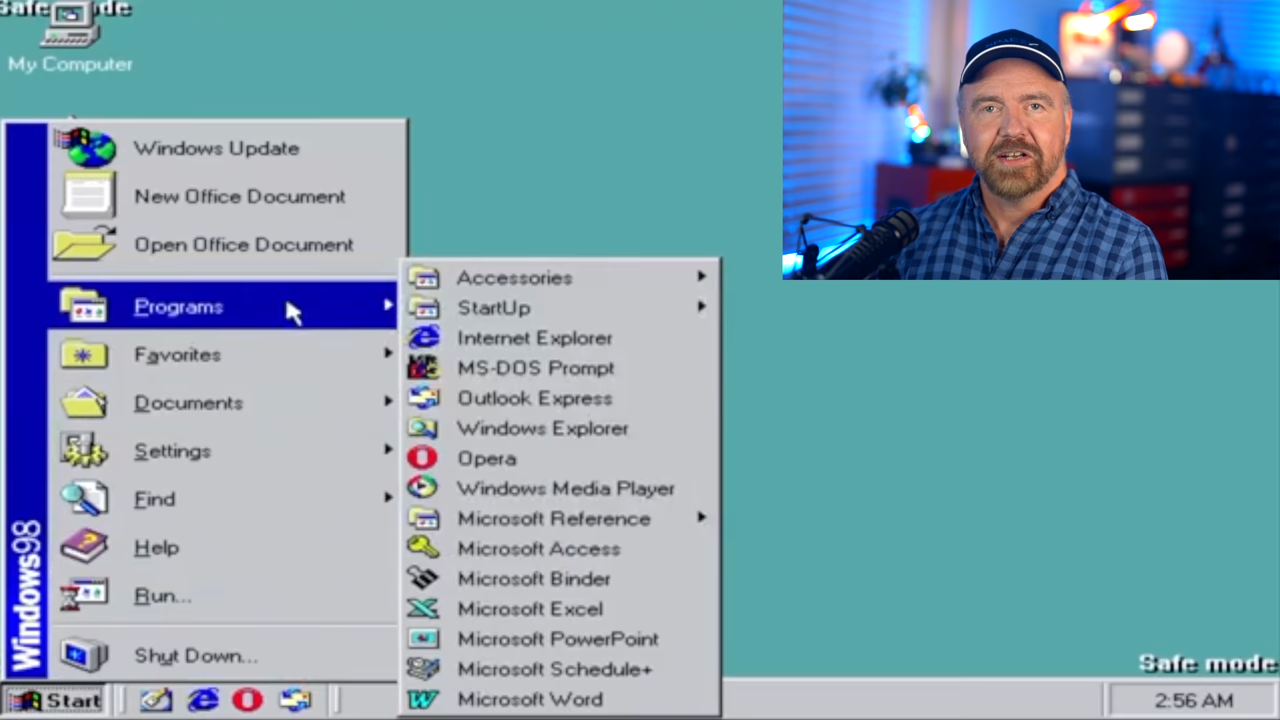 Safe mode
My Computer
Windows Update
New Office Document
Open Office Document
Programs
Favorites
Documents
Settings
Find
Help
Run...
Shut Down...
Windows98
Accessories
StartUp
Internet Explorer
MS-DOS Prompt
Outlook Express
Windows Explorer
Opera
Windows Media Player
Microsoft Reference
Microsoft Access
Microsoft Binder
Microsoft Excel
Microsoft PowerPoint
Microsoft Schedule+
Microsoft Word
Safe mode
Start
2:56 AM